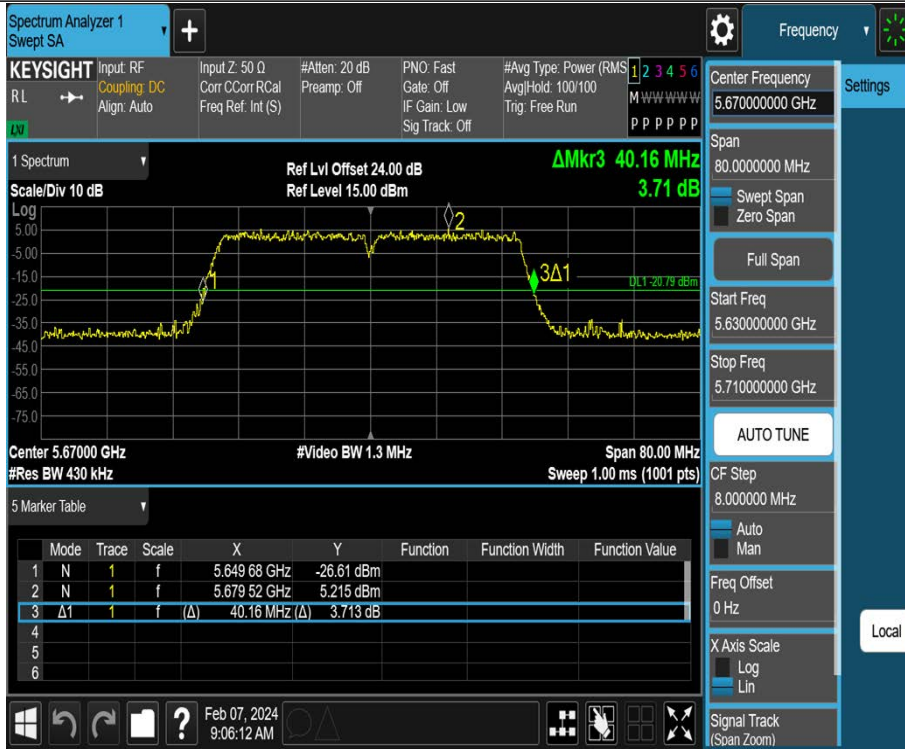 Spectrum Analyzer 1
Swept SA
+
Frequency
KEYSIGHT
RL
LXI
Input: RF
Coupling: DC
Align: Auto
Input Z: 50 Ω
Corr CCorr RCal
Freq Ref: Int (S)
#Atten: 20 dB
Preamp: Off
PNO: Fast
Gate: Off
IF Gain: Low
Sig Track: Off
#Avg Type: Power (RMS
Avg|Hold: 100/100
Trig: Free Run
1 2 3 4 5 6
M W W W W W
P P P P P P
1 Spectrum
Scale/Div 10 dB
Ref Lvl Offset 24.00 dB
Ref Level 15.00 dBm
ΔMkr3 40.16 MHz
3.71 dB
Log
5.00
-5.00
-15.0
-25.0
-35.0
-45.0
-55.0
-65.0
-75.0
1
2
3Δ1
DL1 -20.79 dBm
Center 5.67000 GHz
#Res BW 430 kHz
#Video BW 1.3 MHz
Span 80.00 MHz
Sweep 1.00 ms (1001 pts)
5 Marker Table
Mode Trace Scale X Y Function Function Width Function Value
1 N 1 f 5.649 68 GHz -26.61 dBm
2 N 1 f 5.679 52 GHz 5.215 dBm
3 Δ1 1 f (Δ) 40.16 MHz (Δ) 3.713 dB
4
5
6
?
Feb 07, 2024
9:06:12 AM
Center Frequency
5.670000000 GHz
Span
80.0000000 MHz
Swept Span
Zero Span
Full Span
Start Freq
5.630000000 GHz
Stop Freq
5.710000000 GHz
AUTO TUNE
CF Step
8.000000 MHz
Auto
Man
Freq Offset
0 Hz
X Axis Scale
Log
Lin
Signal Track
(Span Zoom)
Settings
Local